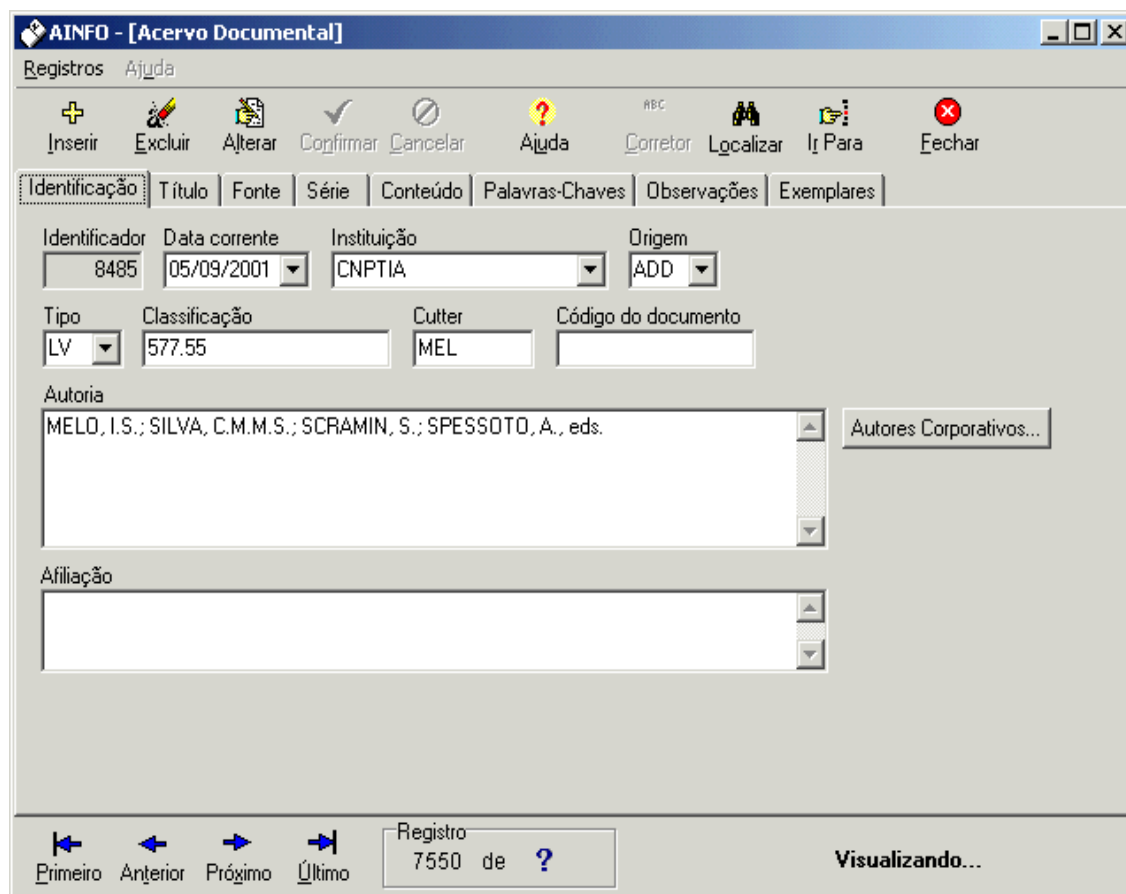 AINFO - [Acervo Documental]
Registros Ajuda
Inserir Excluir Alterar Confirmar Cancelar Ajuda ABC Corretor Localizar Ir Para Fechar
Identificação Título Fonte Série Conteúdo Palavras-Chaves Observações Exemplares
Identificador Data corrente Instituição Origem
8485 05/09/2001 CNPTIA ADD
Tipo Classificação Cutter Código do documento
LV 577.55 MEL
Autoria
MELO, I.S.; SILVA, C.M.M.S.; SCRAMIN, S.; SPESSOTO, A., eds.
Autores Corporativos...
Afiliação
Registro
Primeiro Anterior Próximo Último 7550 de ? Visualizando...